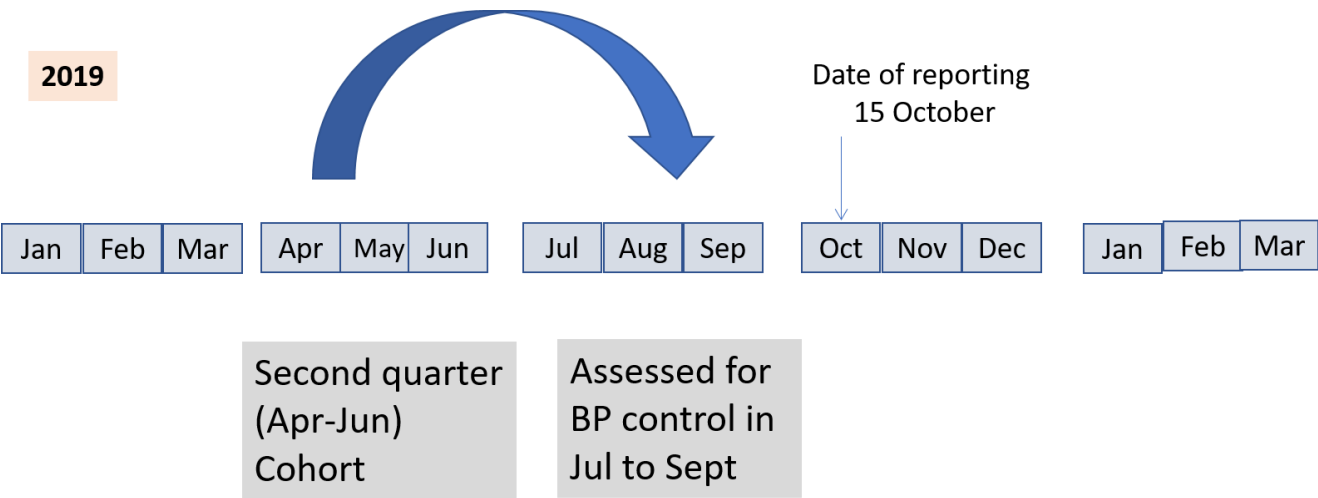 2019
Date of reporting
15 October
Jan Feb Mar Apr May Jun Jul Aug Sep Oct Nov Dec Jan Feb Mar
Second quarter
(Apr-Jun)
Cohort
Assessed for
BP control in
Jul to Sept